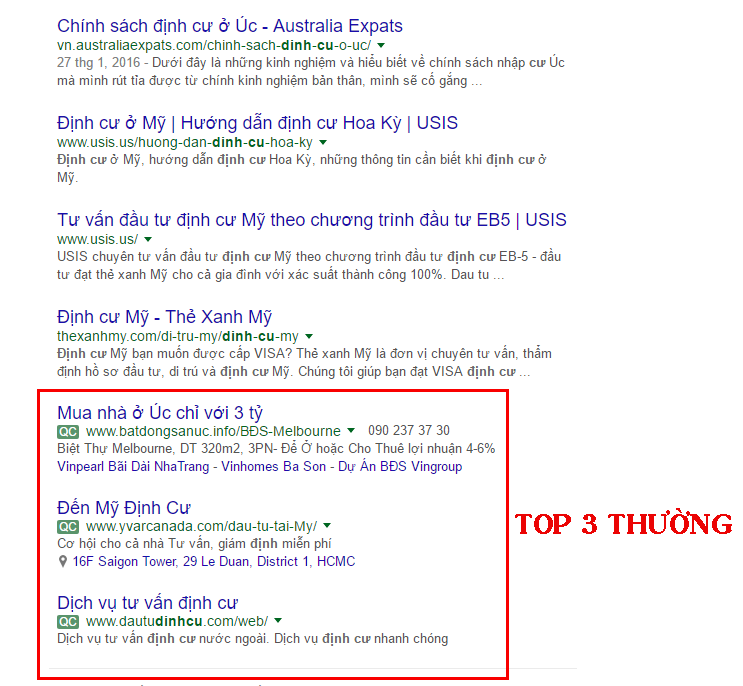 Chính sách định cư ở Úc - Australia Expats
vn.australiaexpats.com/chinh-sach-dinh-cu-o-uc/
27 thg 1, 2016 - Dưới đây là những kinh nghiệm và hiểu biết về chính sách nhập cư Úc
mà mình rút tỉa được từ chính kinh nghiệm bản thân, mình sẽ cố gắng ...
Định cư ở Mỹ | Hướng dẫn định cư Hoa Kỳ | USIS
www.usis.us/huong-dan-dinh-cu-hoa-ky
Định cư ở Mỹ, hướng dẫn định cư Hoa Kỳ, những thông tin cần biết khi định cư ở
Mỹ.
Tư vấn đầu tư định cư Mỹ theo chương trình đầu tư EB5 | USIS
www.usis.us/
USIS chuyên tư vấn đầu tư định cư Mỹ theo chương trình đầu tư định cư EB-5 - đầu
tư đạt thẻ xanh Mỹ cho cả gia đình với xác suất thành công 100%. Dau tu ...
Định cư Mỹ - Thẻ Xanh Mỹ
thexanhmy.com/di-tru-my/dinh-cu-my
Định cư Mỹ bạn muốn được cấp VISA? Thẻ xanh Mỹ là đơn vị chuyên tư vấn, thẩm
định hồ sơ đầu tư, di trú và định cư Mỹ. Chúng tôi giúp bạn đạt VISA định cư ...
Mua nhà ở Úc chỉ với 3 tỷ
QC www.batdongsanuc.info/BĐS-Melbourne 090 237 37 30
Biệt Thự Melbourne, DT 320m2, 3PN- Để Ở hoặc Cho Thuê lợi nhuận 4-6%
Vinpearl Bãi Dài NhaTrang - Vinhomes Ba Son - Dự Án BĐS Vingroup
Đến Mỹ Định Cư
QC www.yvarcanada.com/dau-tu-tai-My/
TOP 3 THƯỜNG
Cơ hội cho cả nhà Tư vấn, giám định miễn phí
16F Saigon Tower, 29 Le Duan, District 1, HCMC
Dịch vụ tư vấn định cư
QC www.dautudinhcu.com/web/
Dịch vụ tư vấn định cư nước ngoài. Dịch vụ định cư nhanh chóng